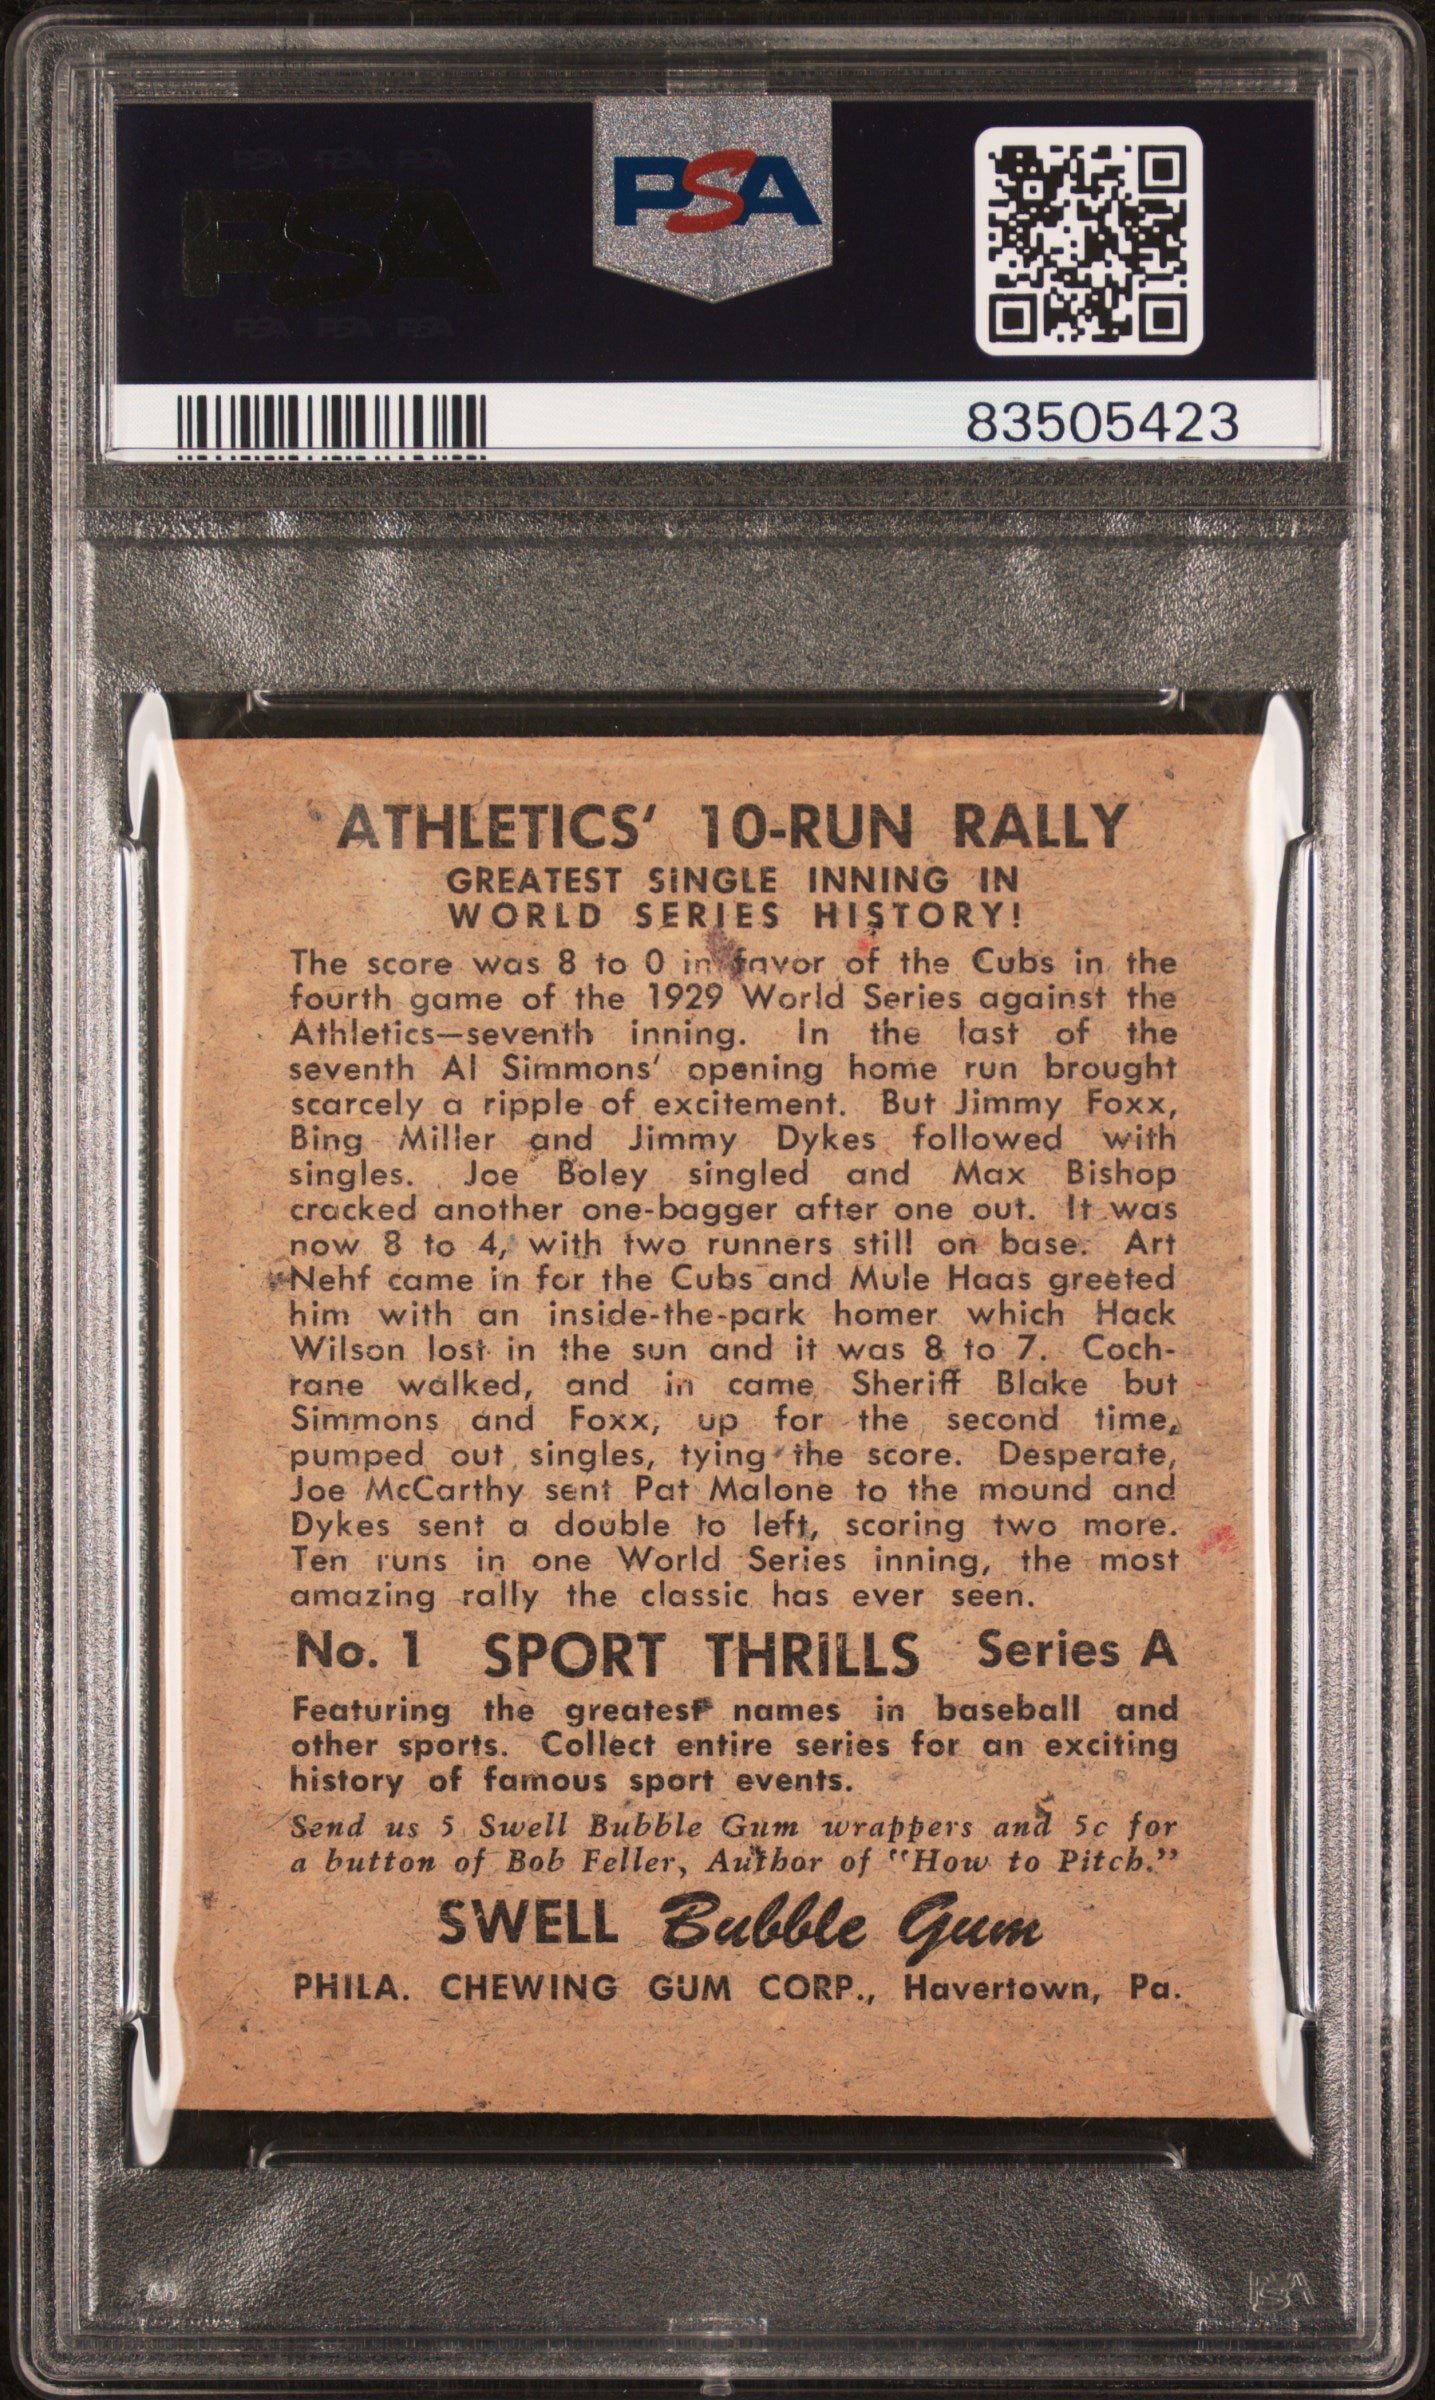 PSA PSA PSA
PSA
PSA PSA PSA
PSA
83505423
ATHLETICS' 10-RUN RALLY
GREATEST SINGLE INNING IN
WORLD SERIES HISTORY!
The score was 8 to 0 in favor of the Cubs in the
fourth game of the 1929 World Series against the
Athletics—seventh inning. In the last of the
seventh Al Simmons' opening home run brought
scarcely a ripple of excitement. But Jimmy Foxx,
Bing Miller and Jimmy Dykes followed with
singles. Joe Boley singled and Max Bishop
cracked another one-bagger after one out. It was
now 8 to 4, with two runners still on base. Art
Nehf came in for the Cubs and Mule Haas greeted
him with an inside-the-park homer which Hack
Wilson lost in the sun and it was 8 to 7. Coch-
rane walked, and in came Sheriff Blake but
Simmons and Foxx, up for the second time,
pumped out singles, tying the score. Desperate,
Joe McCarthy sent Pat Malone to the mound and
Dykes sent a double to left, scoring two more.
Ten runs in one World Series inning, the most
amazing rally the classic has ever seen.
No. 1 SPORT THRILLS Series A
Featuring the greatest names in baseball and
other sports. Collect entire series for an exciting
history of famous sport events.
Send us 5 Swell Bubble Gum wrappers and 5c for
a button of Bob Feller, Author of "How to Pitch."
SWELL Bubble Gum
PHILA. CHEWING GUM CORP., Havertown, Pa.
PSA